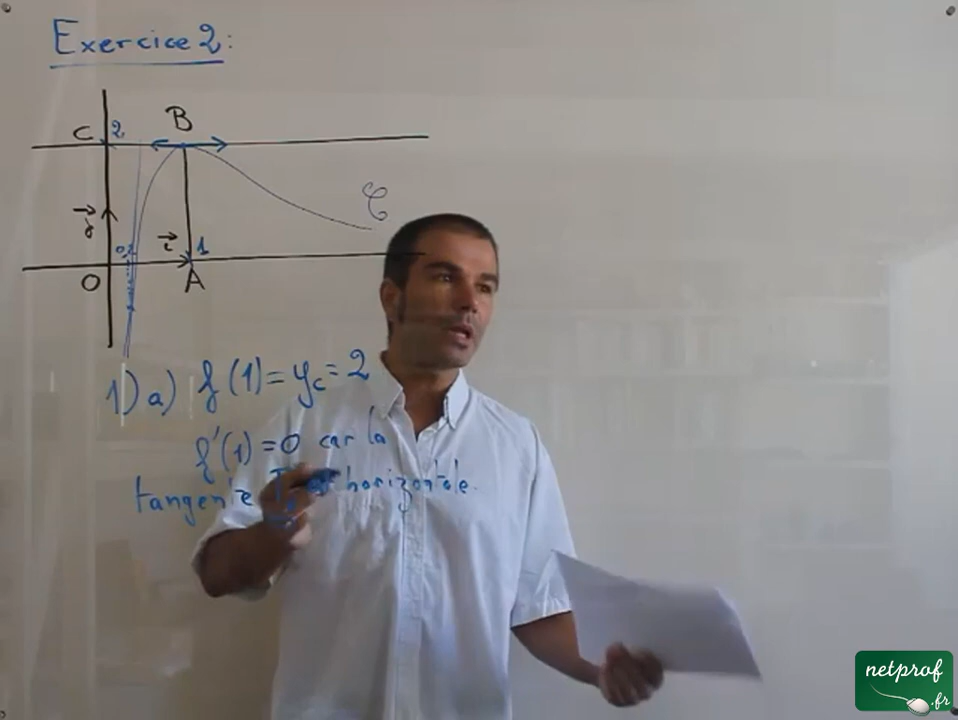 Exercice 2:
C 2 B
𝒞
j i 1
O A
1) a) f(1) = yc = 2
f'(1) = 0 car la
tangente horizontale.
netprof
.fr